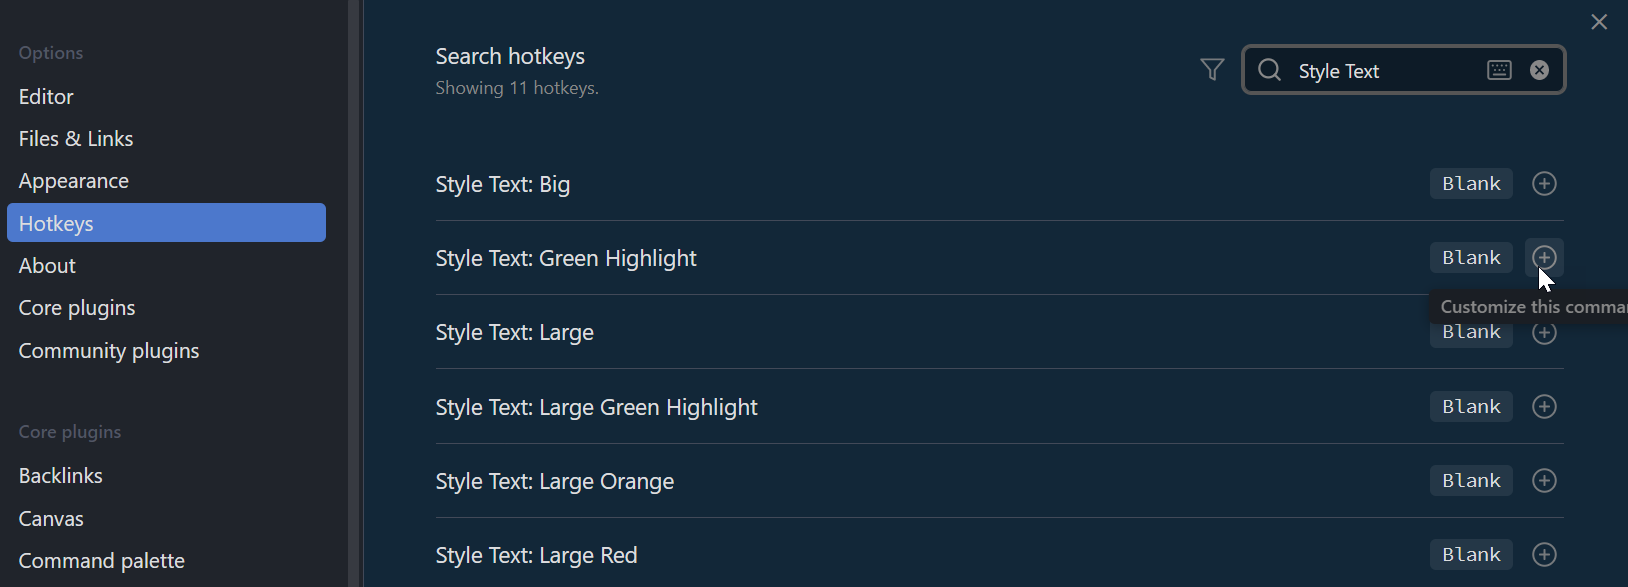 Options
Editor
Files & Links
Appearance
Hotkeys
About
Core plugins
Community plugins
Core plugins
Backlinks
Canvas
Command palette
Search hotkeys
Showing 11 hotkeys.
Style Text
Style Text: Big Blank
Style Text: Green Highlight Blank
Customize this
Style Text: Large Blank
Style Text: Large Green Highlight Blank
Style Text: Large Orange Blank
Style Text: Large Red Blank